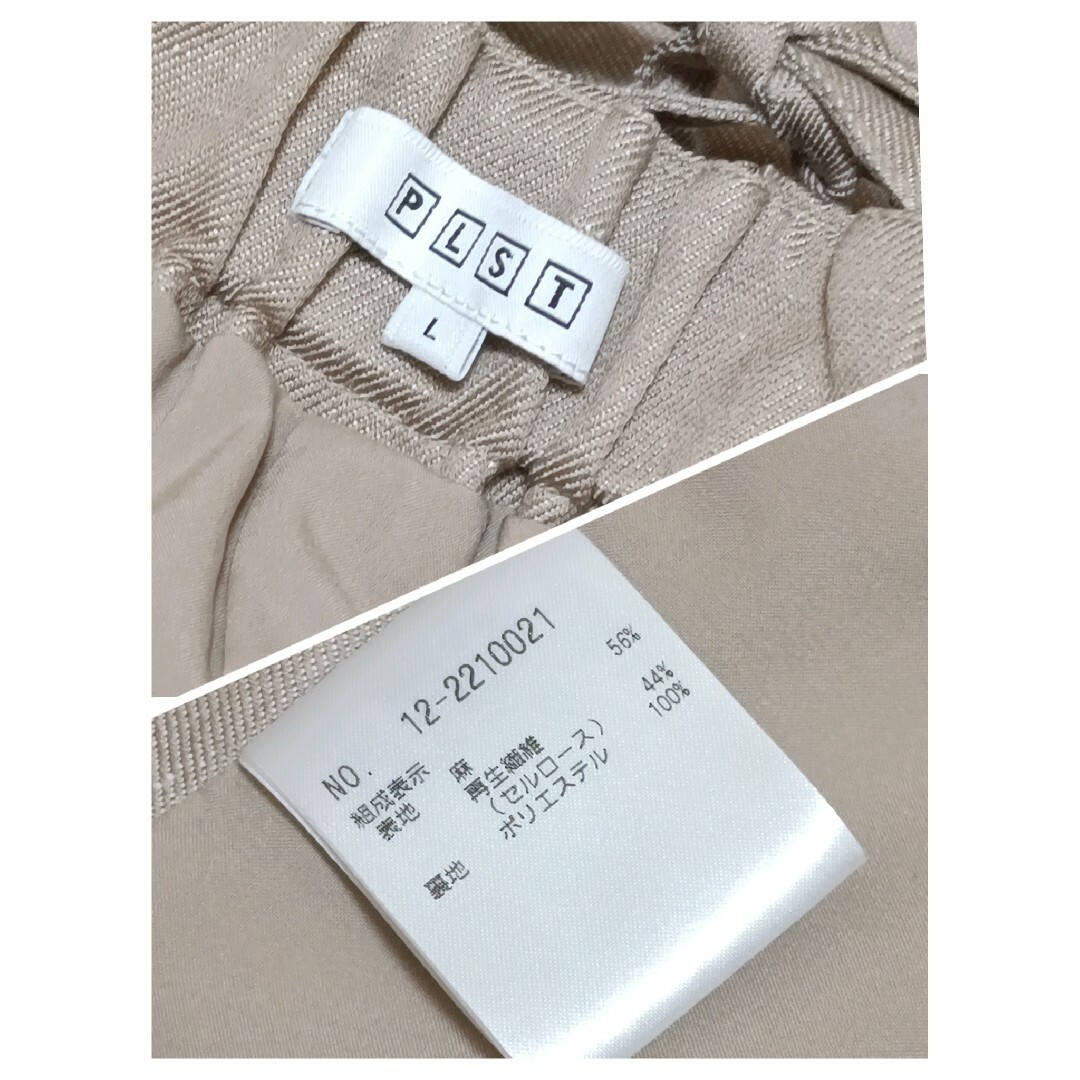 PLST
L
NO. 12-2210021
組成表示
表地 麻 56%
再生繊維
(セルロース) 44%
裏地 ポリエステル 100%